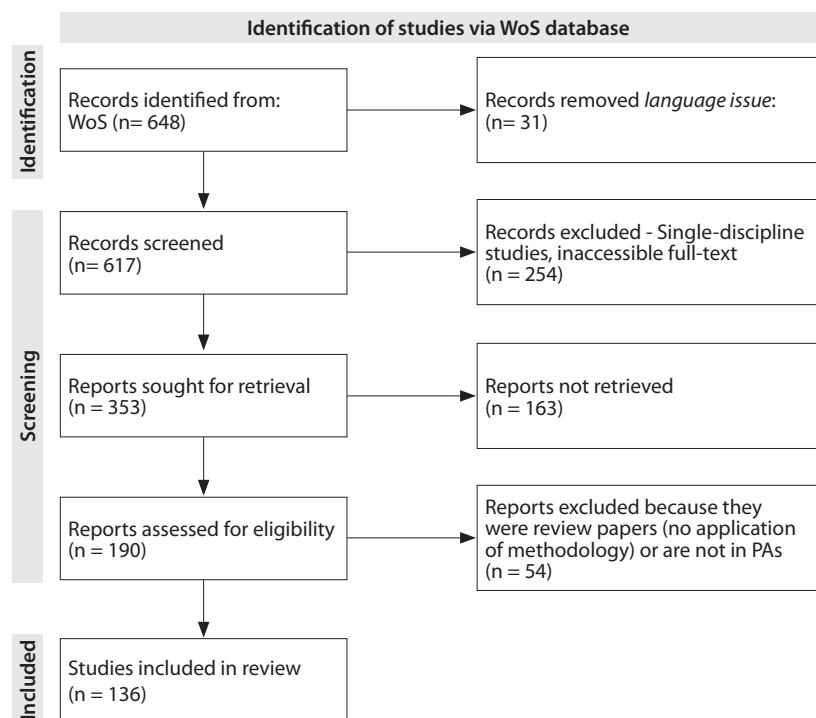 Identification of studies via WoS database
Identification
Records identified from:
WoS (n= 648)
Records removed language issue:
(n= 31)
Screening
Records screened
(n= 617)
Records excluded - Single-discipline
studies, inaccessible full-text
(n = 254)
Reports sought for retrieval
(n = 353)
Reports not retrieved
(n = 163)
Reports assessed for eligibility
(n = 190)
Reports excluded because they
were review papers (no application
of methodology) or are not in PAs
(n = 54)
Included
Studies included in review
(n = 136)